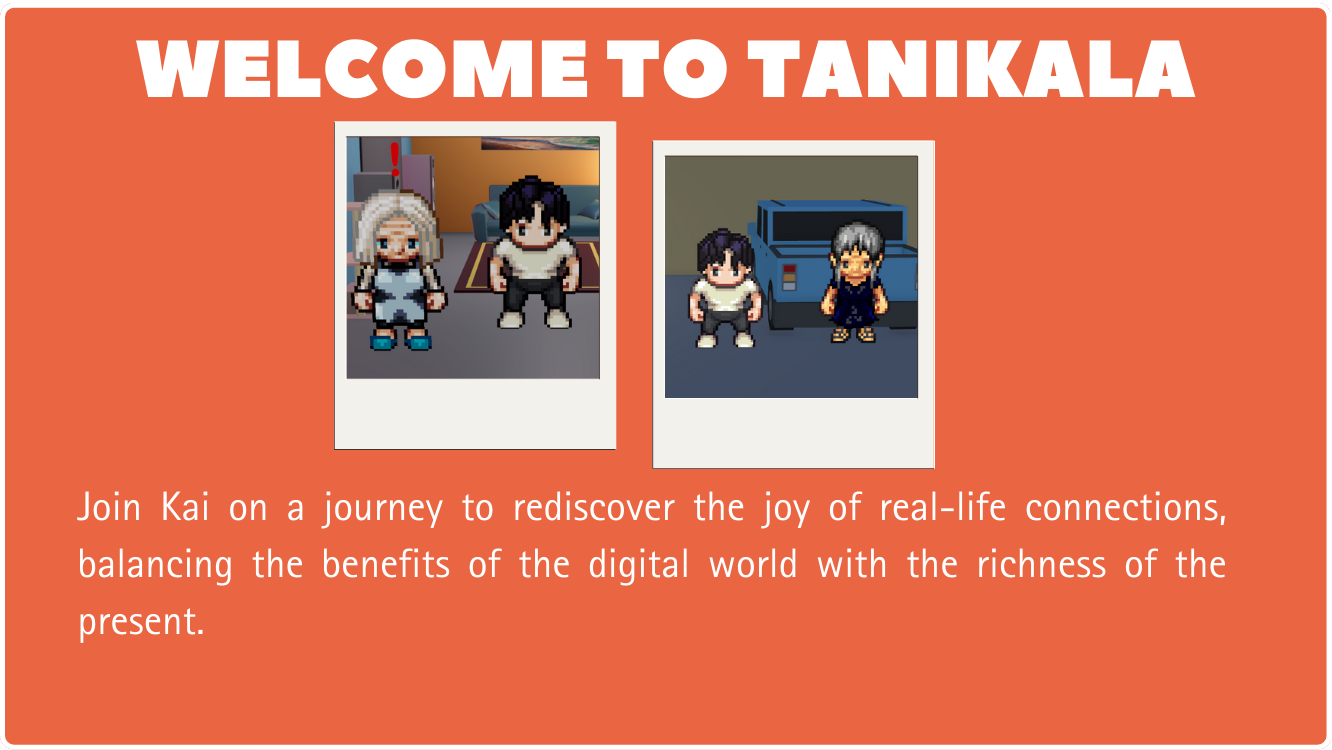 WELCOME TO TANIKALA
!
Join Kai on a journey to rediscover the joy of real-life connections,
balancing the benefits of the digital world with the richness of the
present.